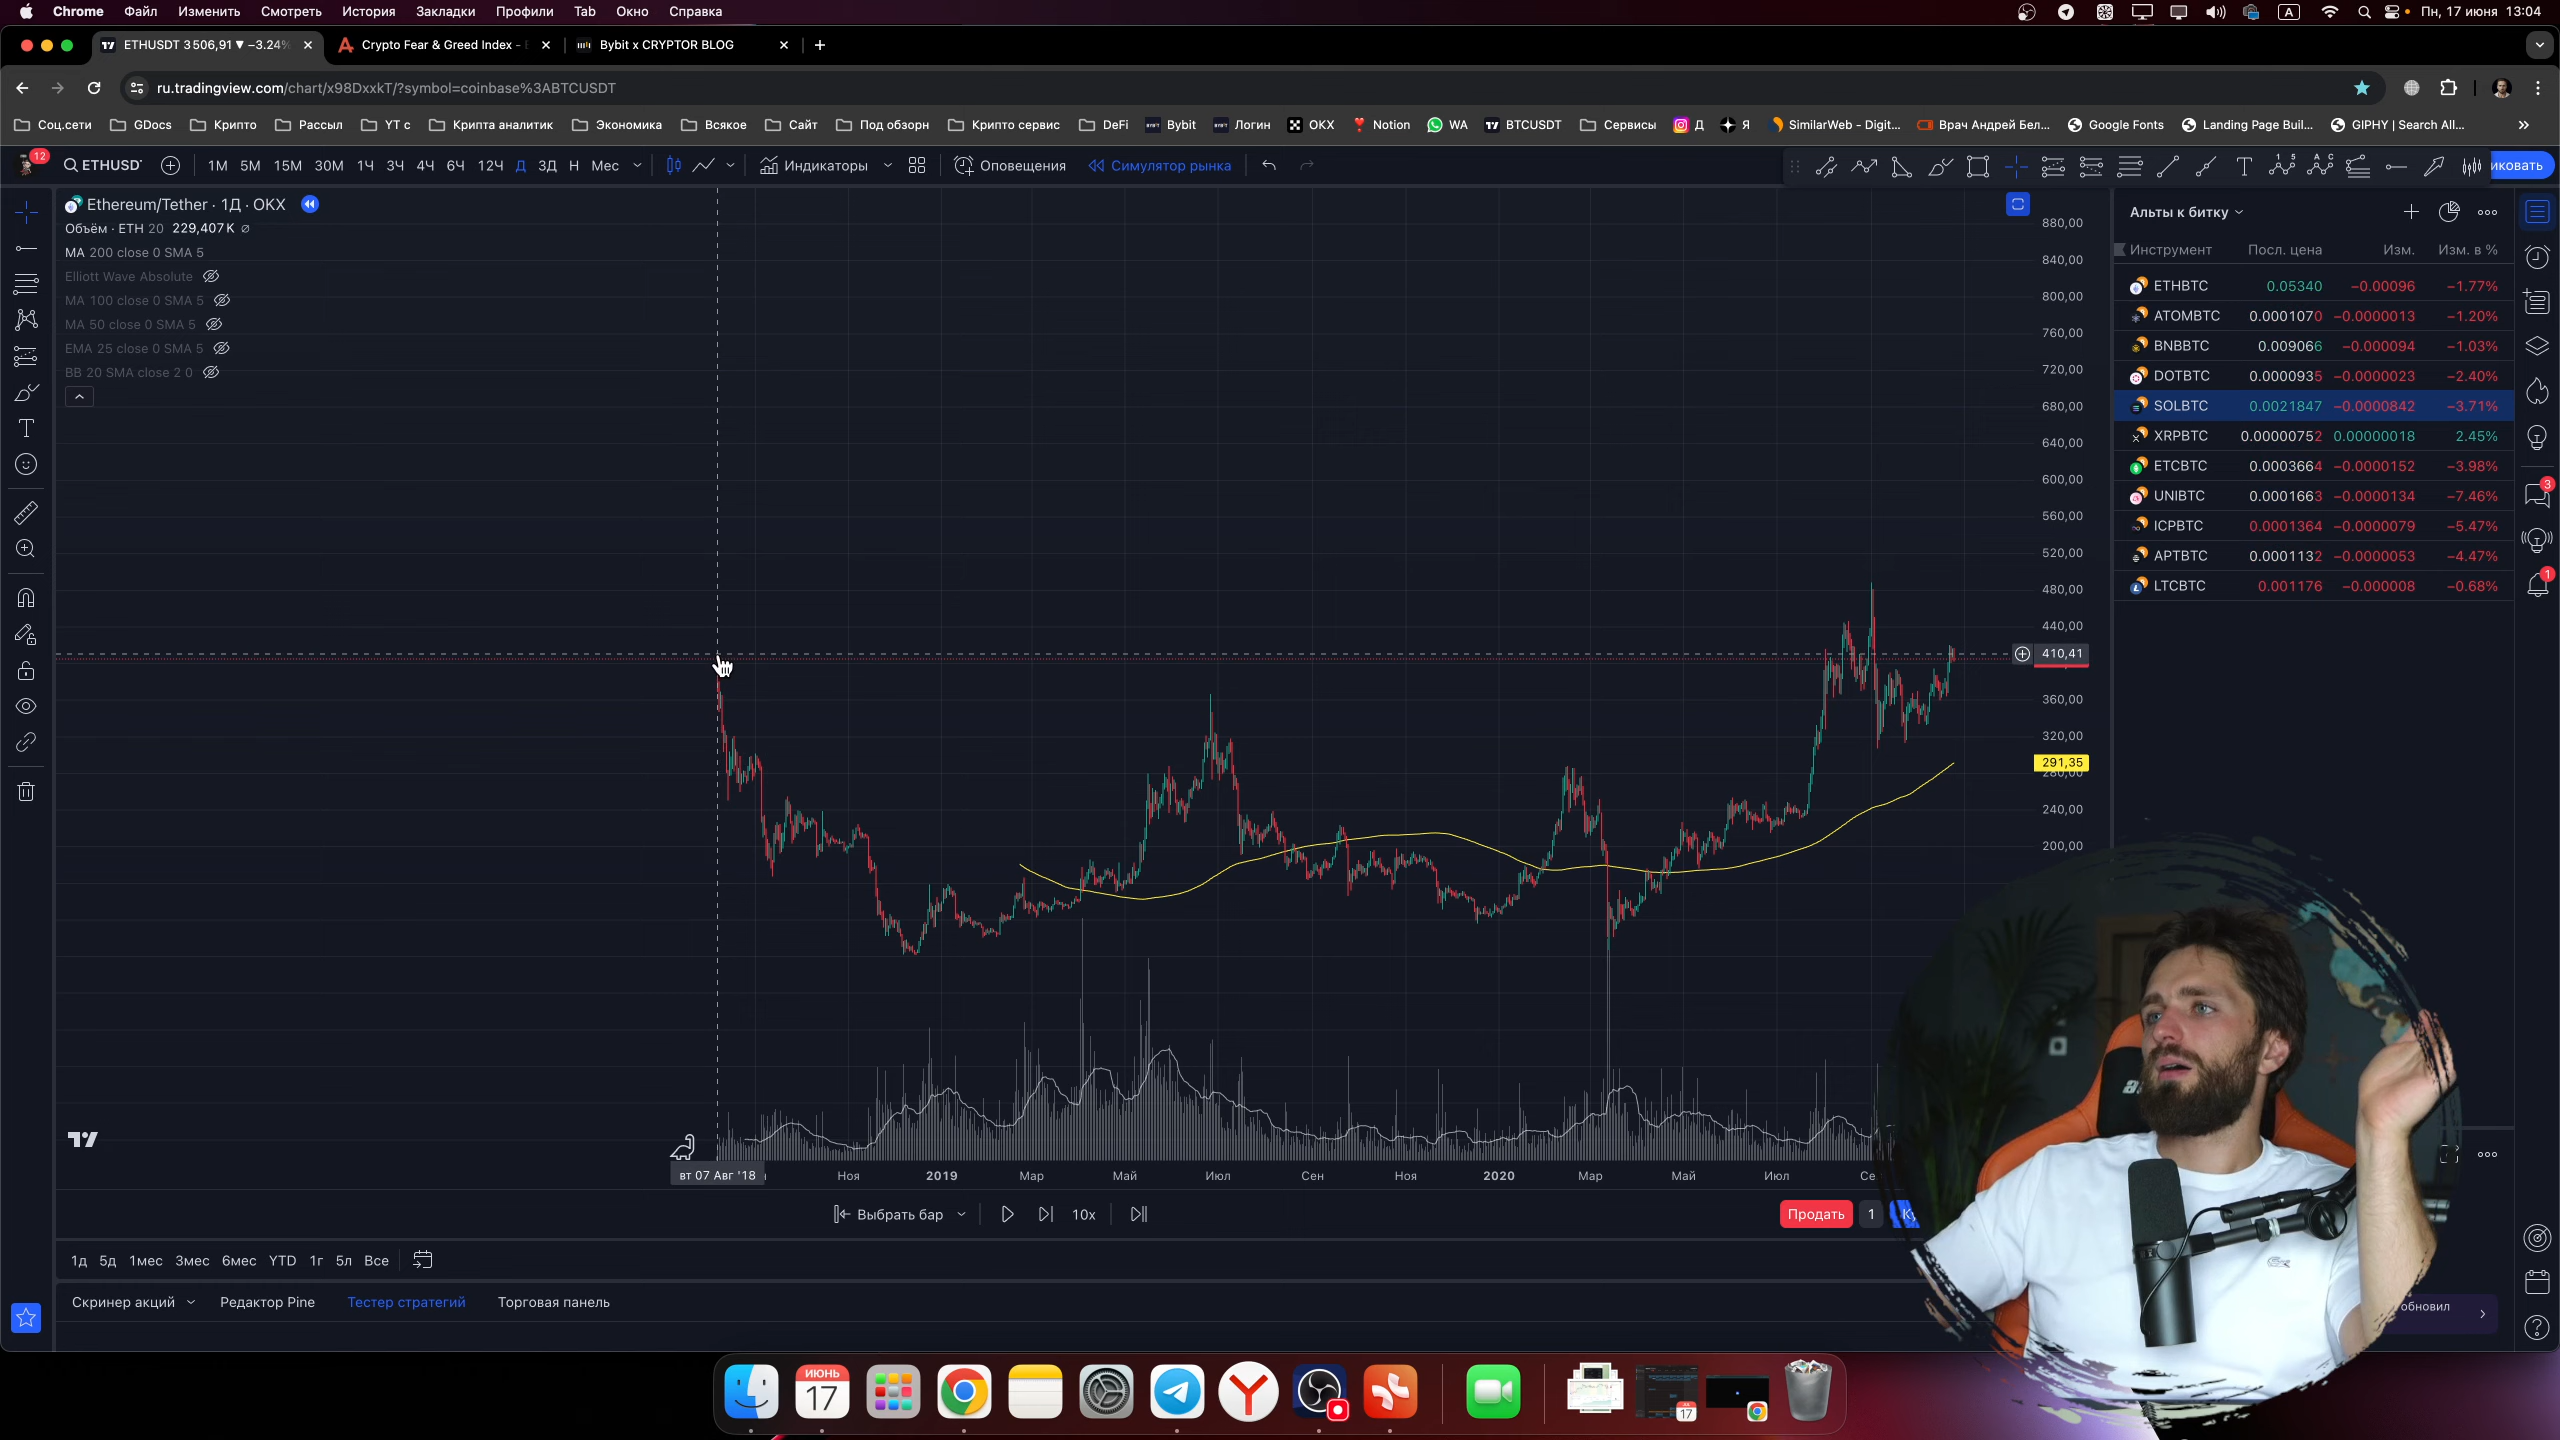 Chrome Файл Изменить Смотреть История Закладки Профили Tab Окно Справка A Пн, 17 июня 13:04
ETHUSDT 3 506,91 ▼ −3.24% Crypto Fear & Greed Index - Bybit x CRYPTOR BLOG
ru.tradingview.com/chart/x98DxxkT/?symbol=coinbase%3ABTCUSDT
Соц.сети GDocs Крипто Рассыл YT с Крипта аналитик Экономика Всякое Сайт Под обзорн Крипто сервис DeFi Bybit Логин OKX Notion WA BTCUSDT Сервисы Д Я SimilarWeb - Digit... Врач Андрей Бел... Google Fonts Landing Page Buil... GIPHY | Search All...
12 ETHUSD 1М 5М 15М 30М 1Ч 3Ч 4Ч 6Ч 12Ч Д 3Д Н Мес Индикаторы Оповещения Симулятор рынка иковать
Ethereum/Tether · 1Д · OKX
Объём · ETH 20 229,407K ∅
MA 200 close 0 SMA 5
Elliott Wave Absolute
MA 100 close 0 SMA 5
MA 50 close 0 SMA 5
EMA 25 close 0 SMA 5
BB 20 SMA close 2 0
880,00
840,00
800,00
760,00
720,00
680,00
640,00
600,00
560,00
520,00
480,00
440,00
410,41
360,00
320,00
291,35
280,00
240,00
200,00
Альты к битку
Инструмент Посл. цена Изм. Изм. в %
ETHBTC 0.05340 −0.00096 −1.77%
ATOMBTC 0.0001070 −0.0000013 −1.20%
BNBBTC 0.009066 −0.000094 −1.03%
DOTBTC 0.0000935 −0.0000023 −2.40%
SOLBTC 0.0021847 −0.0000842 −3.71%
XRPBTC 0.00000752 0.00000018 2.45%
ETCBTC 0.0003664 −0.0000152 −3.98%
UNIBTC 0.0001663 −0.0000134 −7.46%
ICPBTC 0.0001364 −0.0000079 −5.47%
APTBTC 0.0001132 −0.0000053 −4.47%
LTCBTC 0.001176 −0.000008 −0.68%
3
1
вт 07 Авг '18 Ноя 2019 Мар Май Июл Сен Ноя 2020 Мар Май Июл Се
Выбрать бар 10x Продать 1 Ку
1д 5д 1мес 3мес 6мес YTD 1г 5л Все
Скринер акций Редактор Pine Тестер стратегий Торговая панель
обновил
ИЮНЬ
17
17